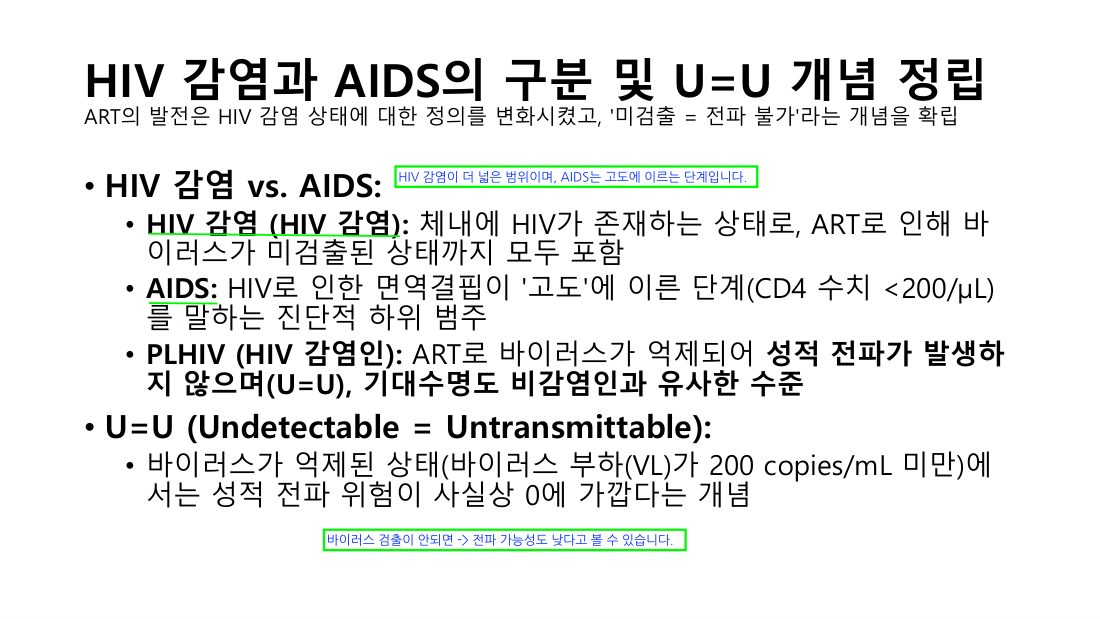 HIV 감염과 AIDS의 구분 및 U=U 개념 정립
ART의 발전은 HIV 감염 상태에 대한 정의를 변화시켰고, '미검출 = 전파 불가'라는 개념을 확립
• HIV 감염 vs. AIDS:
HIV 감염이 더 넓은 범위이며, AIDS는 고도에 이르는 단계입니다.
• HIV 감염 (HIV 감염): 체내에 HIV가 존재하는 상태로, ART로 인해 바
이러스가 미검출된 상태까지 모두 포함
• AIDS: HIV로 인한 면역결핍이 '고도'에 이른 단계(CD4 수치 <200/μL)
를 말하는 진단적 하위 범주
• PLHIV (HIV 감염인): ART로 바이러스가 억제되어 성적 전파가 발생하
지 않으며(U=U), 기대수명도 비감염인과 유사한 수준
• U=U (Undetectable = Untransmittable):
• 바이러스가 억제된 상태(바이러스 부하(VL)가 200 copies/mL 미만)에
서는 성적 전파 위험이 사실상 0에 가깝다는 개념
바이러스 검출이 안되면 -> 전파 가능성도 낮다고 볼 수 있습니다.